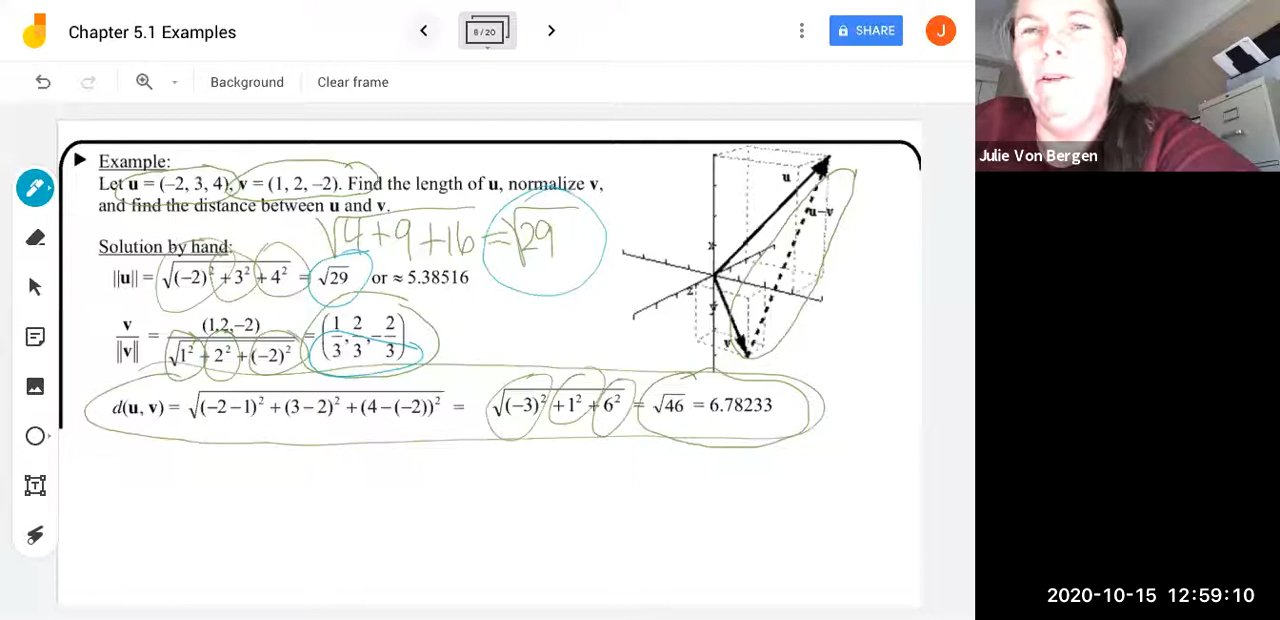 Chapter 5.1 Examples
8 / 20
SHARE
J
Background
Clear frame
Julie Von Bergen
Example:
Let u = (–2, 3, 4), v = (1, 2, –2). Find the length of u, normalize v,
and find the distance between u and v.
√4 + 9 + 16 = √29
Solution by hand:
||u|| = √(–2)² + 3² + 4² = √29 or ≈ 5.38516
v/||v|| = (1,2,–2)/√1² + 2² + (–2)² = (1/3, 2/3, –2/3)
d(u, v) = √(–2 – 1)² + (3 – 2)² + (4 – (–2))² = √(–3)² + 1² + 6² = √46 = 6.78233
u
u–v
v
2020-10-15 12:59:10